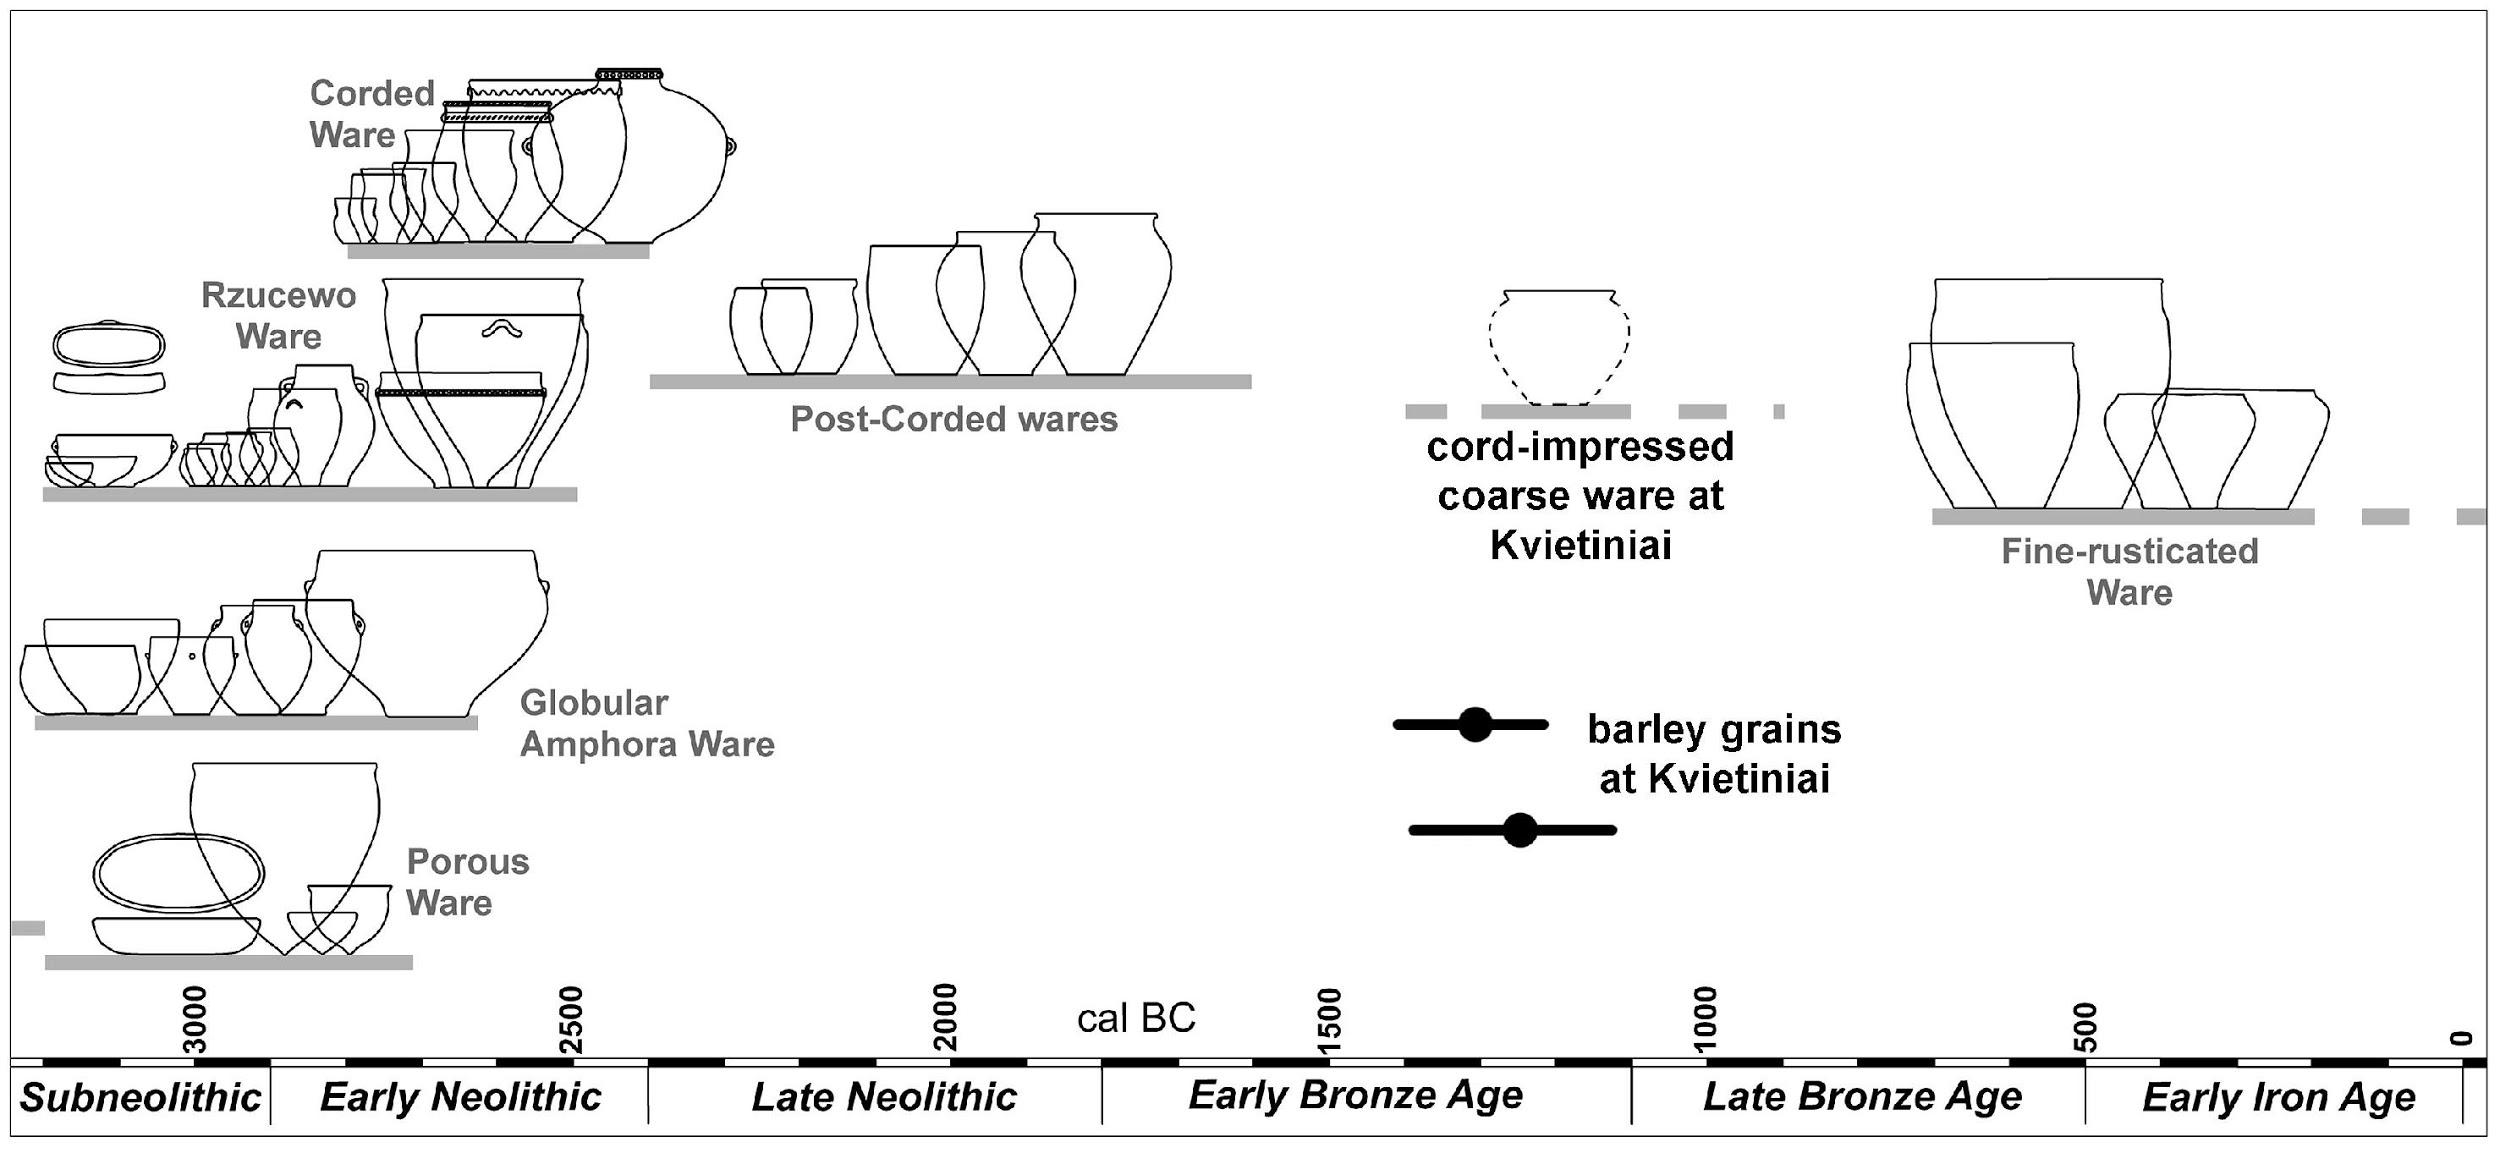 Corded
Ware
Rzucewo
Ware
Post-Corded wares
cord-impressed
coarse ware at
Kvietiniai
Fine-rusticated
Ware
Globular
Amphora Ware
barley grains
at Kvietiniai
Porous
Ware
3000
2500
2000
cal BC
1500
1000
500
0
Subneolithic
Early Neolithic
Late Neolithic
Early Bronze Age
Late Bronze Age
Early Iron Age